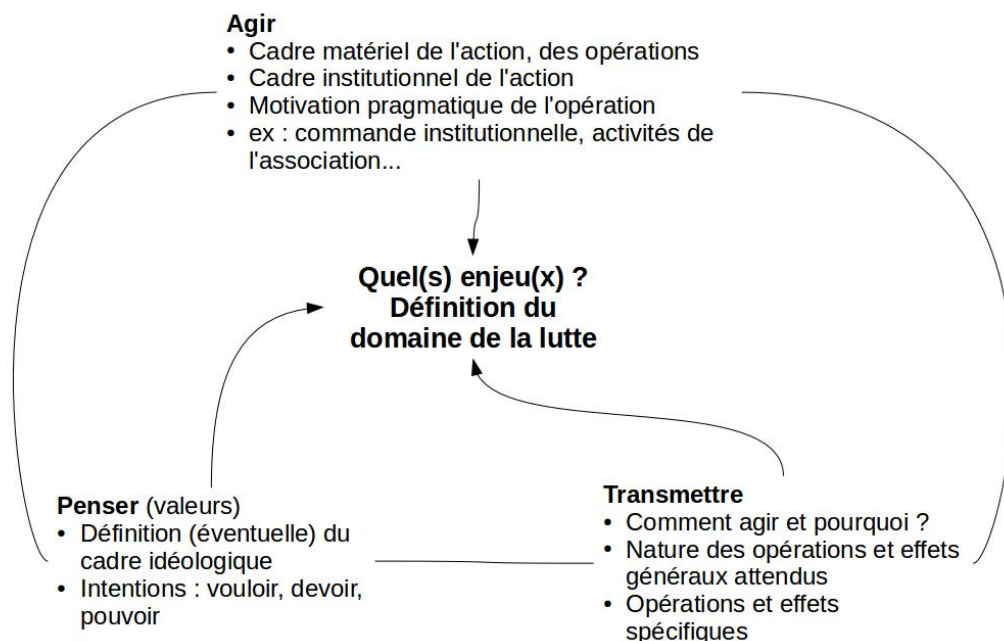 Agir
• Cadre matériel de l'action, des opérations
• Cadre institutionnel de l'action
• Motivation pragmatique de l'opération
• ex : commande institutionnelle, activités de
l'association...
Quel(s) enjeu(x) ?
Définition du
domaine de la lutte
Penser (valeurs)
• Définition (éventuelle) du
cadre idéologique
• Intentions : vouloir, devoir,
pouvoir
Transmettre
• Comment agir et pourquoi ?
• Nature des opérations et effets
généraux attendus
• Opérations et effets
spécifiques